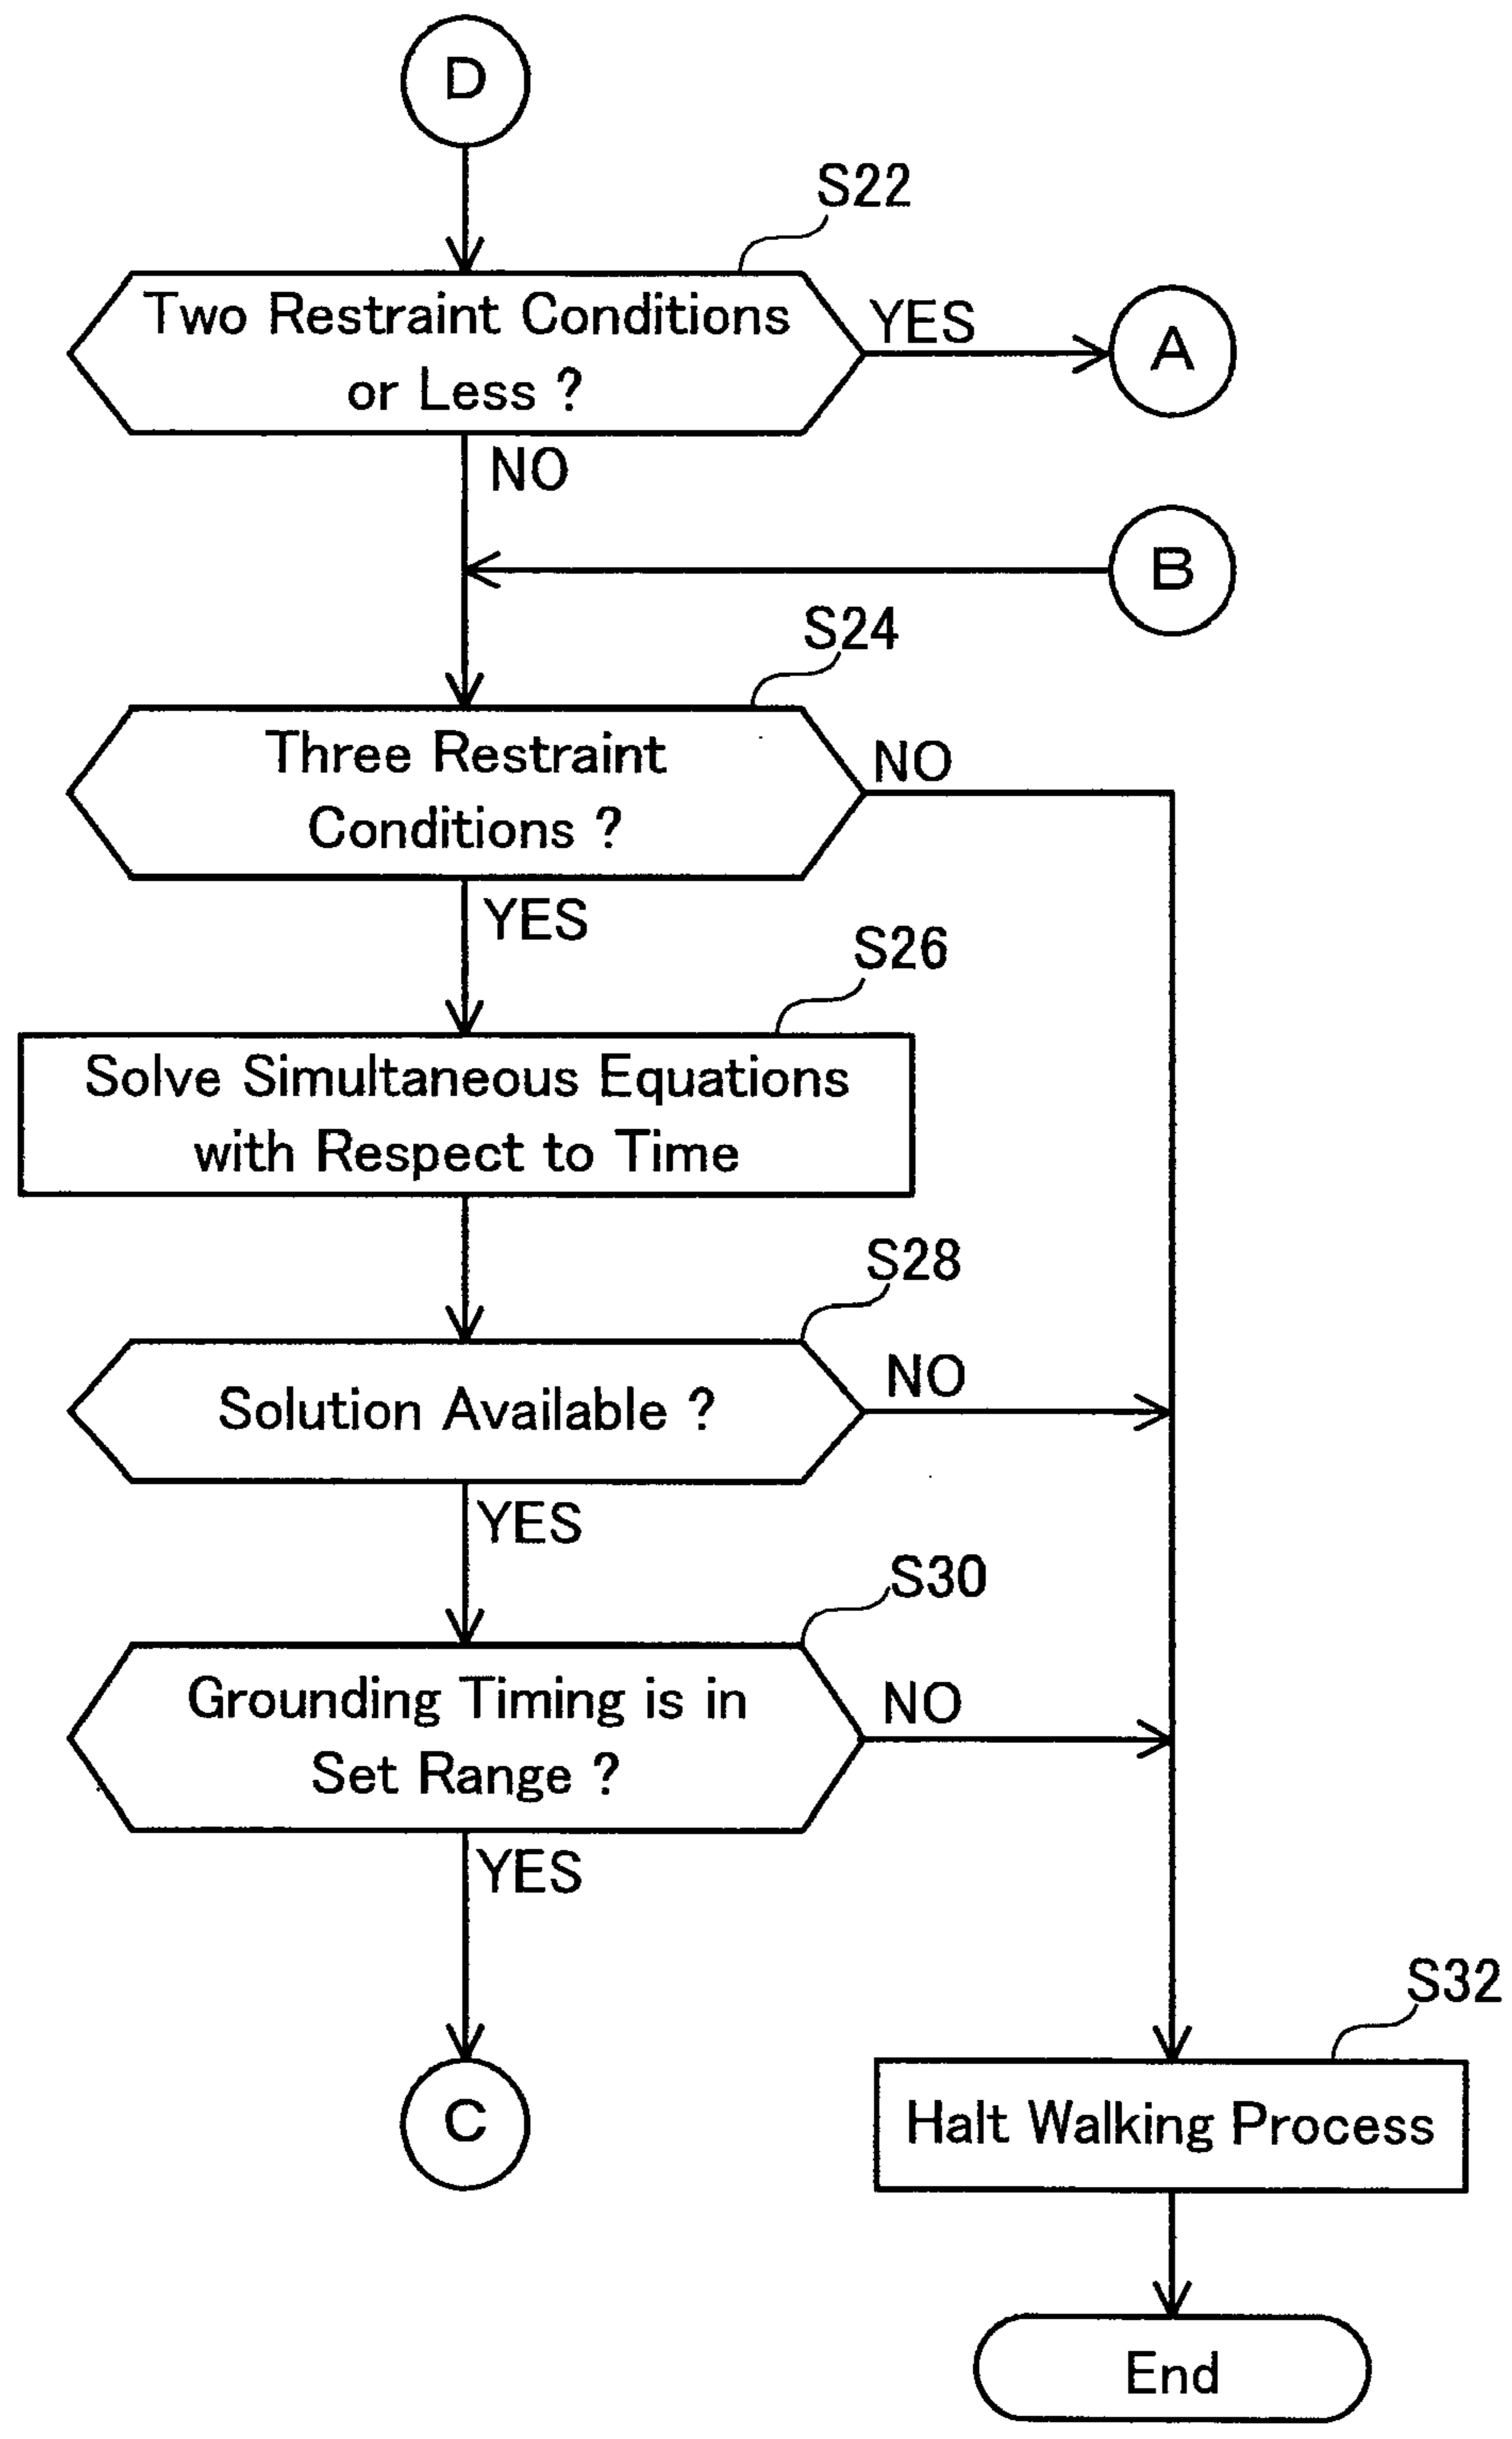 D
S22
Two Restraint Conditions
or Less ?
YES
A
NO
B
S24
Three Restraint
Conditions ?
NO
YES
S26
Solve Simultaneous Equations
with Respect to Time
S28
Solution Available ?
NO
YES
S30
Grounding Timing is in
Set Range ?
NO
YES
C
S32
Halt Walking Process
End